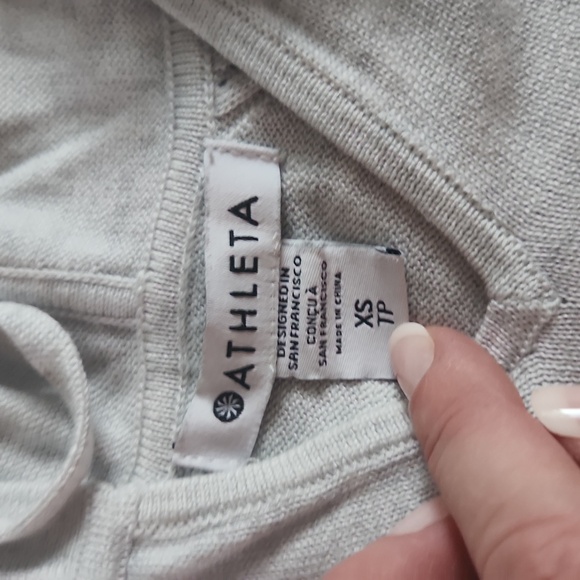 ATHLETA
DESIGNED IN
SAN FRANCISCO
CONÇU À
SAN FRANCISCO
MADE IN CHINA
XS
TP